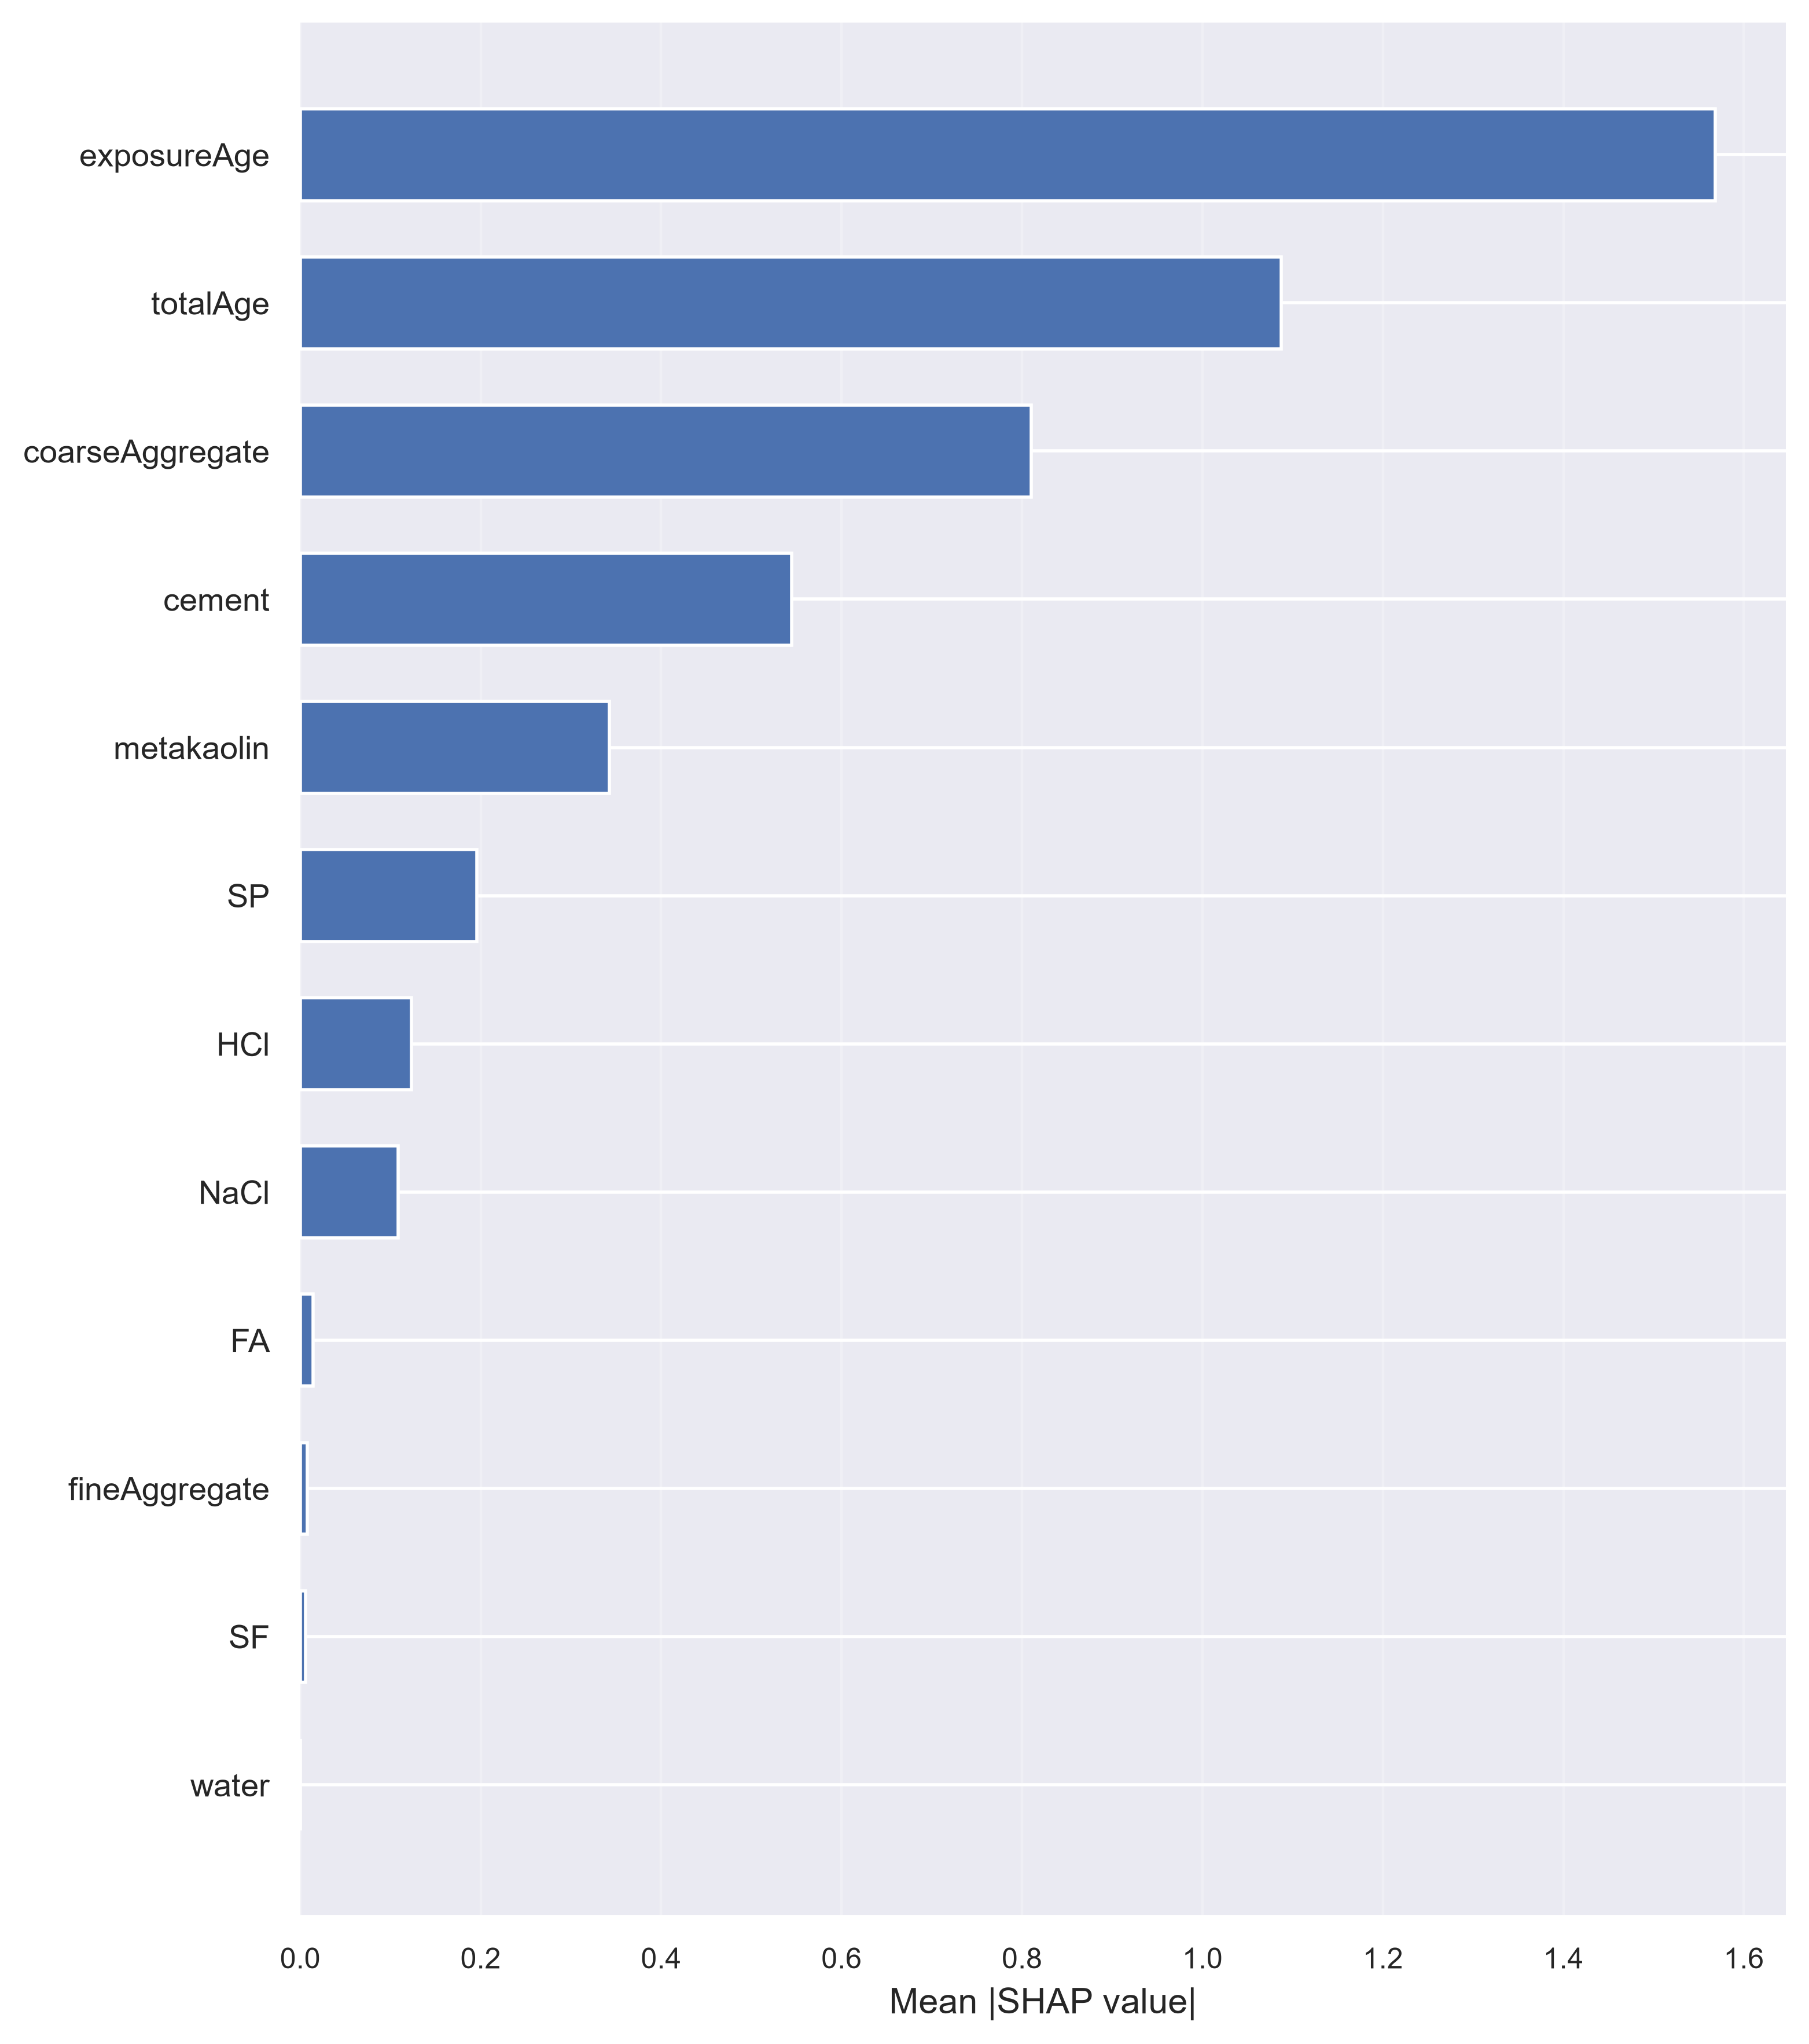 exposureAge
totalAge
coarseAggregate
cement
metakaolin
SP
HCl
NaCl
FA
fineAggregate
SF
water
0.0 0.2 0.4 0.6 0.8 1.0 1.2 1.4 1.6
Mean |SHAP value|